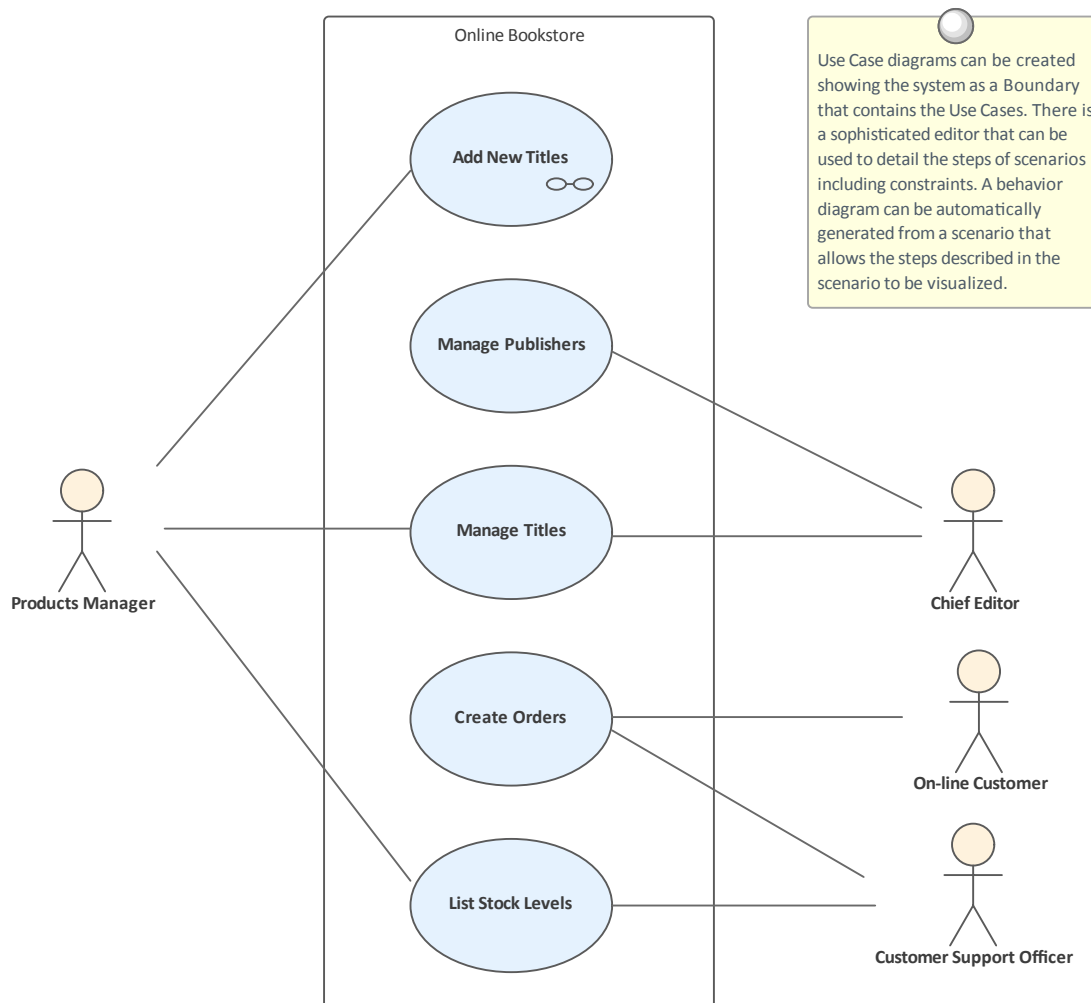 Online Bookstore
Use Case diagrams can be created
showing the system as a Boundary
that contains the Use Cases. There is
a sophisticated editor that can be
used to detail the steps of scenarios
including constraints. A behavior
diagram can be automatically
generated from a scenario that
allows the steps described in the
scenario to be visualized.
Add New Titles
Manage Publishers
Manage Titles
Products Manager
Chief Editor
Create Orders
On-line Customer
List Stock Levels
Customer Support Officer